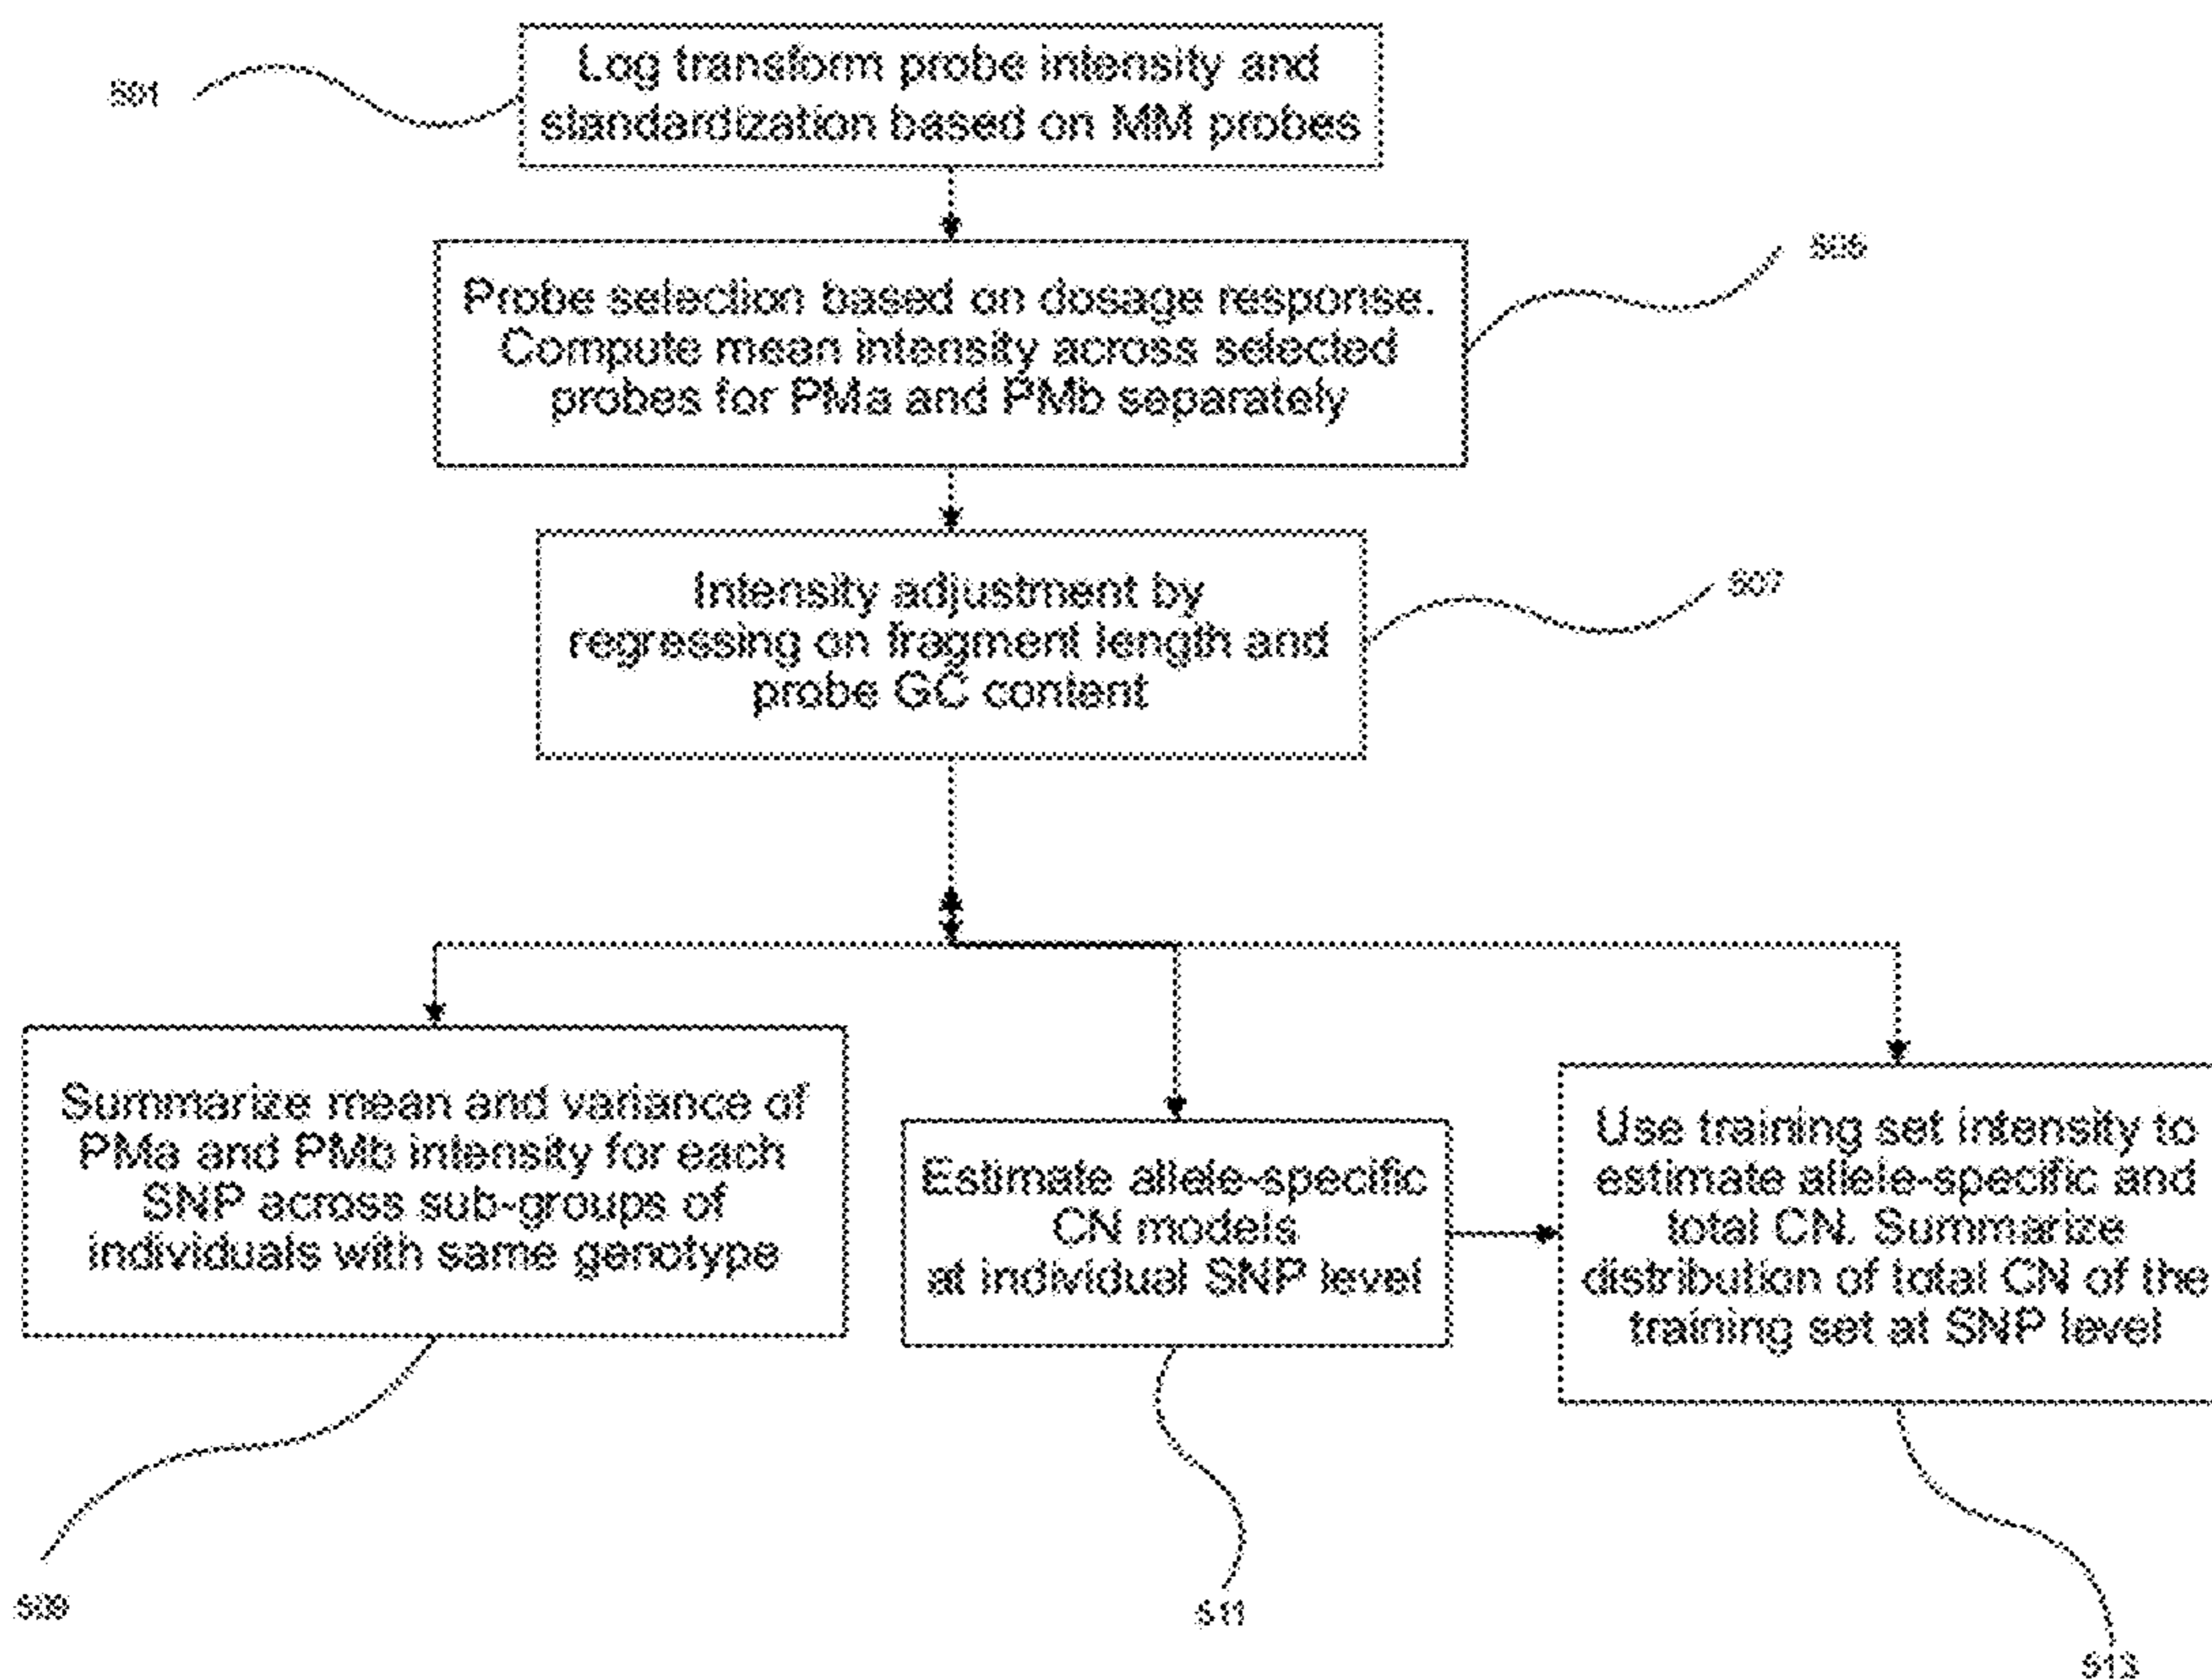 501
Log transform probe intensity and
standardization based on MM probes
505
Probe selection based on dosage response.
Compute mean intensity across selected
probes for PMa and PMb separately
507
Intensity adjustment by
regressing on fragment length and
probe GC content
Summarize mean and variance of
PMa and PMb intensity for each
SNP across sub-groups of
individuals with same genotype
Estimate allele-specific
CN models
at individual SNP level
Use training set intensity to
estimate allele-specific and
total CN. Summarize
distribution of total CN of the
training set at SNP level
509
511
513